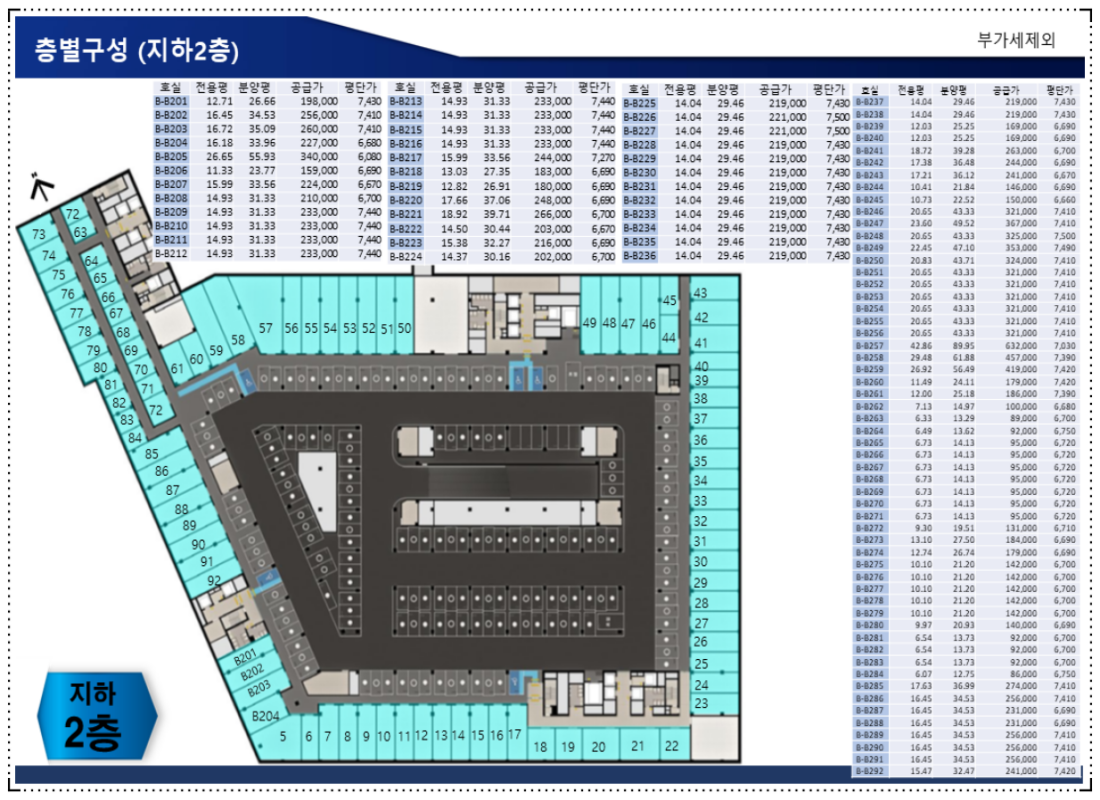 층별구성 (지하2층)
부가세제외
호실 전용평 분양평 공급가 평단가
B-B201 12.71 26.66 198,000 7,430
B-B202 16.45 34.53 256,000 7,410
B-B203 16.72 35.09 260,000 7,410
B-B204 16.18 33.96 227,000 6,680
B-B205 26.65 55.93 340,000 6,080
B-B206 11.33 23.77 159,000 6,690
B-B207 15.99 33.56 224,000 6,670
B-B208 14.93 31.33 210,000 6,700
B-B209 14.93 31.33 233,000 7,440
B-B210 14.93 31.33 233,000 7,440
B-B211 14.93 31.33 233,000 7,440
B-B212 14.93 31.33 233,000 7,440
호실 전용평 분양평 공급가 평단가
B-B213 14.93 31.33 233,000 7,440
B-B214 14.93 31.33 233,000 7,440
B-B215 14.93 31.33 233,000 7,440
B-B216 14.93 31.33 233,000 7,440
B-B217 15.99 33.56 244,000 7,270
B-B218 13.03 27.35 183,000 6,690
B-B219 12.82 26.91 180,000 6,690
B-B220 17.66 37.06 248,000 6,690
B-B221 18.92 39.71 266,000 6,700
B-B222 14.50 30.44 203,000 6,670
B-B223 15.38 32.27 216,000 6,690
B-B224 14.37 30.16 202,000 6,700
호실 전용평 분양평 공급가 평단가
B-B225 14.04 29.46 219,000 7,430
B-B226 14.04 29.46 221,000 7,500
B-B227 14.04 29.46 221,000 7,500
B-B228 14.04 29.46 219,000 7,430
B-B229 14.04 29.46 219,000 7,430
B-B230 14.04 29.46 219,000 7,430
B-B231 14.04 29.46 219,000 7,430
B-B232 14.04 29.46 219,000 7,430
B-B233 14.04 29.46 219,000 7,430
B-B234 14.04 29.46 219,000 7,430
B-B235 14.04 29.46 219,000 7,430
B-B236 14.04 29.46 219,000 7,430
호실 전용평 분양평 공급가 평단가
B-B237 14.04 29.46 219,000 7,430
B-B238 14.04 29.46 219,000 7,430
B-B239 12.03 25.25 169,000 6,690
B-B240 12.03 25.25 169,000 6,690
B-B241 18.72 39.28 263,000 6,700
B-B242 17.38 36.48 244,000 6,690
B-B243 17.21 36.12 241,000 6,670
B-B244 10.41 21.84 146,000 6,690
B-B245 10.73 22.52 150,000 6,660
B-B246 20.65 43.33 321,000 7,410
B-B247 23.60 49.52 367,000 7,410
B-B248 20.65 43.33 325,000 7,500
B-B249 22.45 47.10 353,000 7,490
B-B250 20.83 43.71 324,000 7,410
B-B251 20.65 43.33 321,000 7,410
B-B252 20.65 43.33 321,000 7,410
B-B253 20.65 43.33 321,000 7,410
B-B254 20.65 43.33 321,000 7,410
B-B255 20.65 43.33 321,000 7,410
B-B256 20.65 43.33 321,000 7,410
B-B257 42.86 89.95 632,000 7,030
B-B258 29.48 61.88 457,000 7,390
B-B259 26.92 56.49 419,000 7,420
B-B260 11.49 24.11 179,000 7,420
B-B261 12.00 25.18 186,000 7,390
B-B262 7.13 14.97 100,000 6,680
B-B263 6.33 13.29 89,000 6,700
B-B264 6.49 13.62 92,000 6,750
B-B265 6.73 14.13 95,000 6,720
B-B266 6.73 14.13 95,000 6,720
B-B267 6.73 14.13 95,000 6,720
B-B268 6.73 14.13 95,000 6,720
B-B269 6.73 14.13 95,000 6,720
B-B270 6.73 14.13 95,000 6,720
B-B271 6.73 14.13 95,000 6,720
B-B272 9.30 19.51 131,000 6,710
B-B273 13.10 27.50 184,000 6,690
B-B274 12.74 26.74 179,000 6,690
B-B275 10.10 21.20 142,000 6,700
B-B276 10.10 21.20 142,000 6,700
B-B277 10.10 21.20 142,000 6,700
B-B278 10.10 21.20 142,000 6,700
B-B279 10.10 21.20 142,000 6,700
B-B280 9.97 20.93 140,000 6,690
B-B281 6.54 13.73 92,000 6,700
B-B282 6.54 13.73 92,000 6,700
B-B283 6.54 13.73 92,000 6,700
B-B284 6.07 12.75 86,000 6,750
B-B285 17.63 36.99 274,000 7,410
B-B286 16.45 34.53 256,000 7,410
B-B287 16.45 34.53 231,000 6,690
B-B288 16.45 34.53 231,000 6,690
B-B289 16.45 34.53 256,000 7,410
B-B290 16.45 34.53 256,000 7,410
B-B291 16.45 34.53 256,000 7,410
B-B292 15.47 32.47 241,000 7,420
72
63
64
65
66
67
68
69
70
71
72
73
74
75
76
77
78
79
80
81
82
83
84
85
86
87
88
89
90
91
92
61 60 59 58 57 56 55 54 53 52 51 50
49 48 47 46
45
44
43
42
41
40
39
38
37
36
35
34
33
32
31
30
29
28
27
26
25
24
23
B201
B202
B203
B204
5 6 7 8 9 10 11 12 13 14 15 16 17
18 19 20 21 22
지하
2층